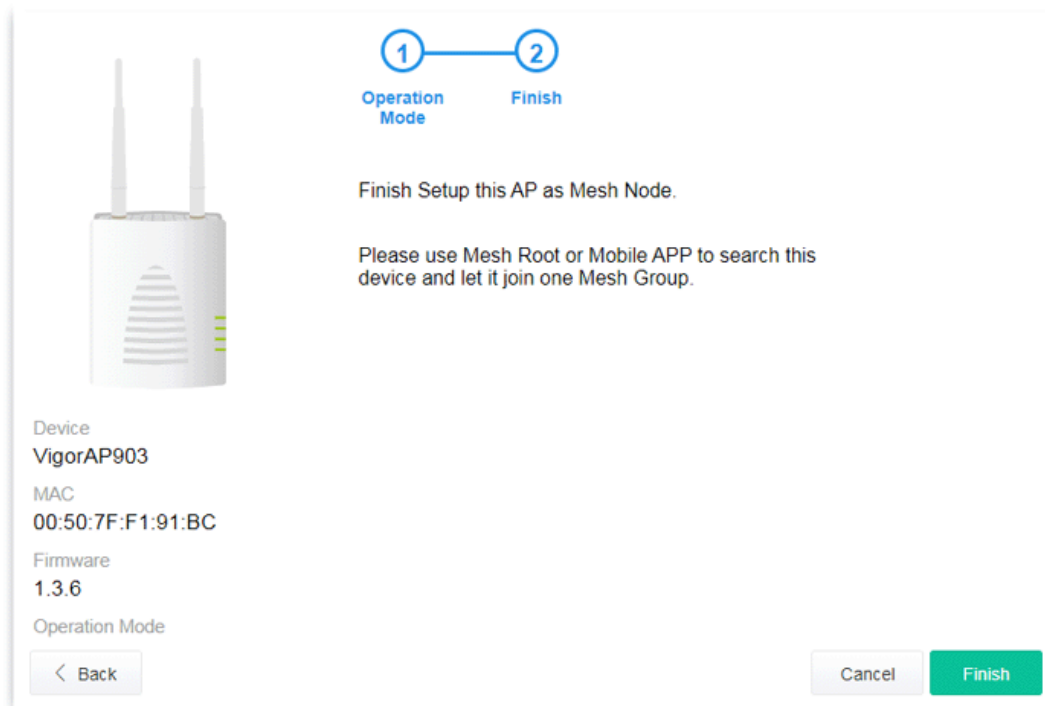 1
2
Operation
Mode
Finish
Finish Setup this AP as Mesh Node.
Please use Mesh Root or Mobile APP to search this
device and let it join one Mesh Group.
Device
VigorAP903
MAC
00:50:7F:F1:91:BC
Firmware
1.3.6
Operation Mode
< Back
Cancel
Finish